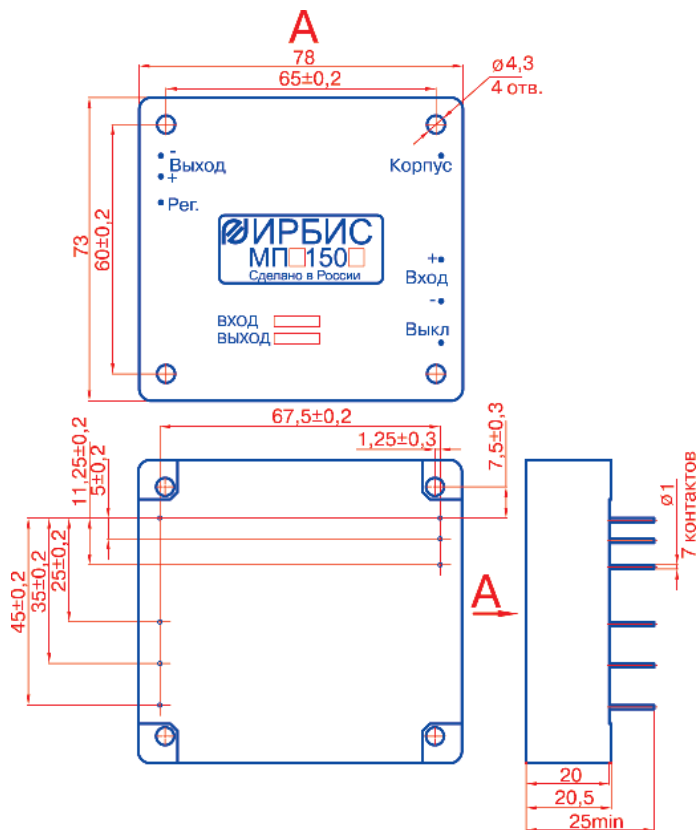 А
78
65±0,2
ø4,3
4 отв.
73
60±0,2
-
Выход
+
Рег.
Корпус
ИРБИС
МП□150□
Сделано в России
+
Вход
-
Выкл
ВХОД
ВЫХОД
67,5±0,2
1,25±0,3
7,5±0,3
11,25±0,2
5±0,2
45±0,2
35±0,2
25±0,2
А
ø1
7 контактов
20
20,5
25min